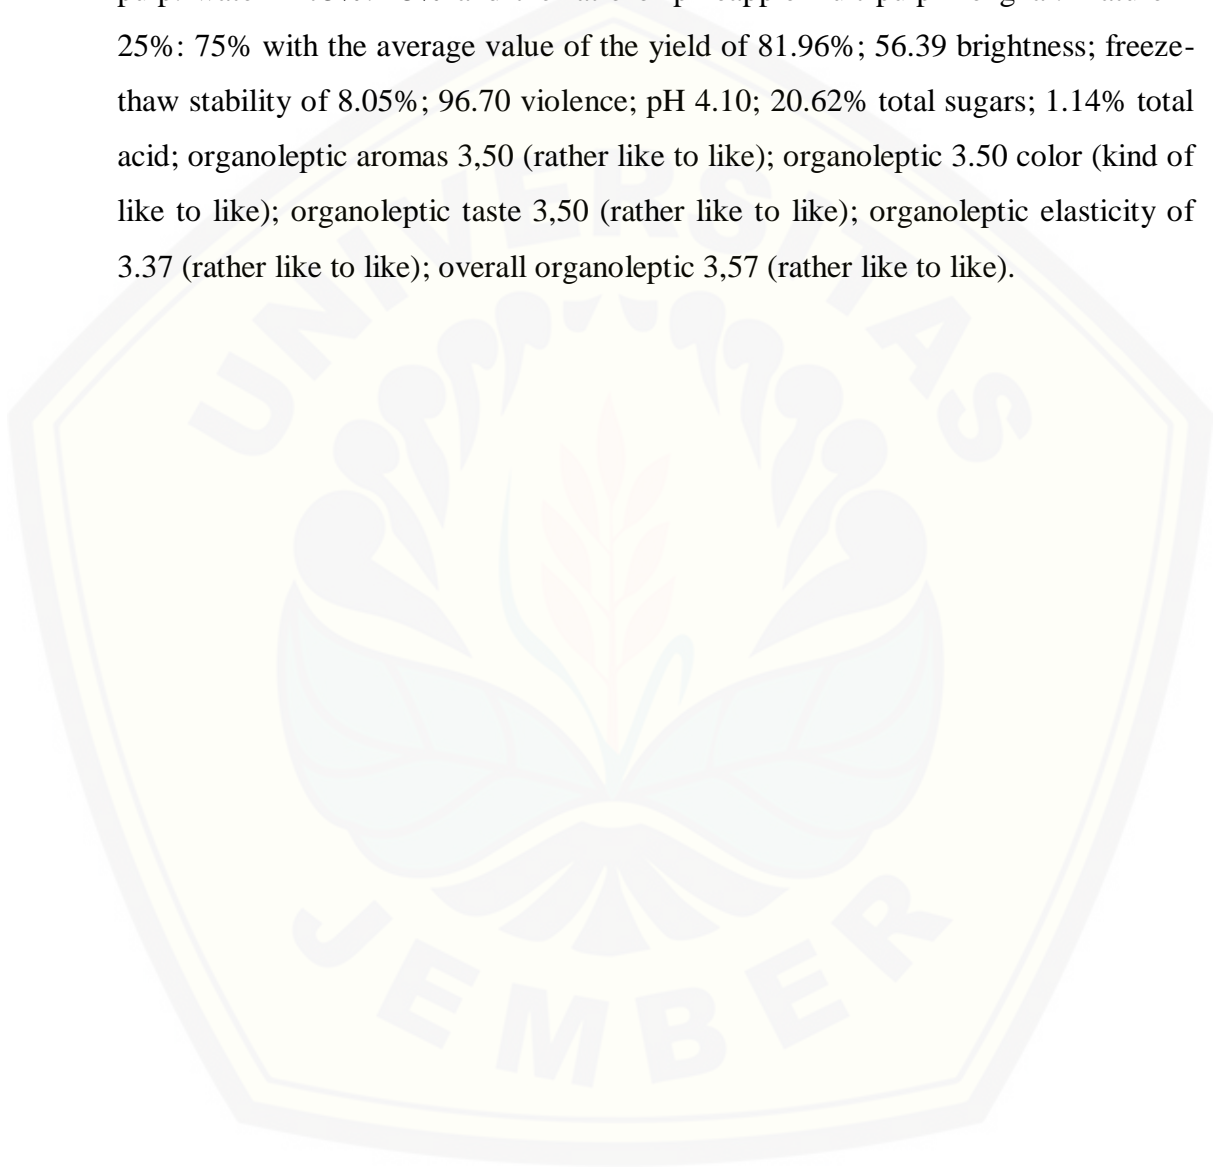 25%: 75% with the average value of the yield of 81.96%; 56.39 brightness; freeze-
thaw stability of 8.05%; 96.70 violence; pH 4.10; 20.62% total sugars; 1.14% total
acid; organoleptic aromas 3,50 (rather like to like); organoleptic 3.50 color (kind of
like to like); organoleptic taste 3,50 (rather like to like); organoleptic elasticity of
3.37 (rather like to like); overall organoleptic 3,57 (rather like to like).
UNIVERSITAS
JEMBER